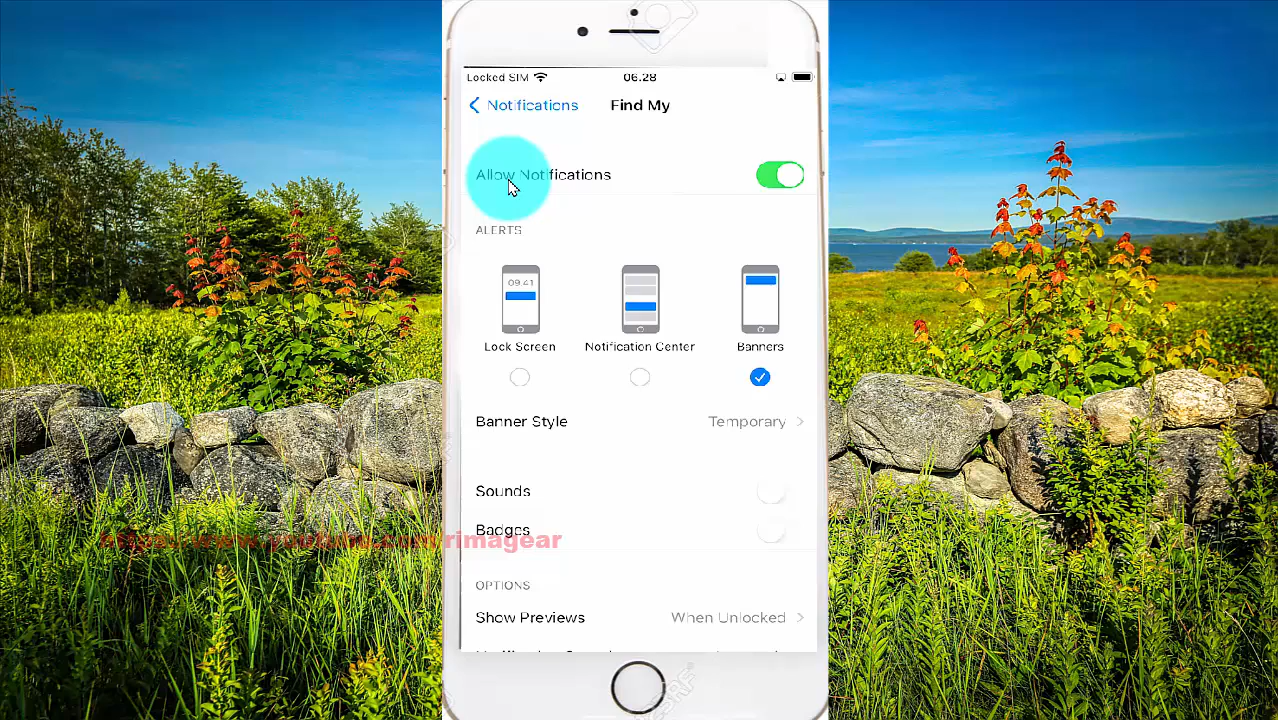 Locked SIM 06.28
Notifications Find My
Allow Notifications
ALERTS
09.41
Lock Screen Notification Center Banners
Banner Style Temporary
Sounds
Badges
https://www.youtube.com/rimagear
OPTIONS
Show Previews When Unlocked